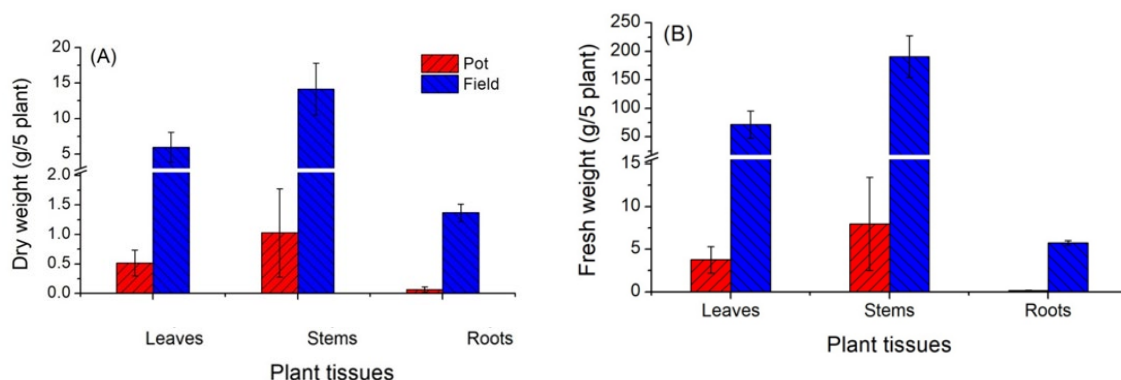 (A)
Pot
Field
Dry weight (g/5 plant)
20
15
10
5
2.0
1.5
1.0
0.5
0.0
Leaves Stems Roots
Plant tissues
(B)
Fresh weight (g/5 plant)
250
200
150
100
50
15
10
5
0
Leaves Stems Roots
Plant tissues